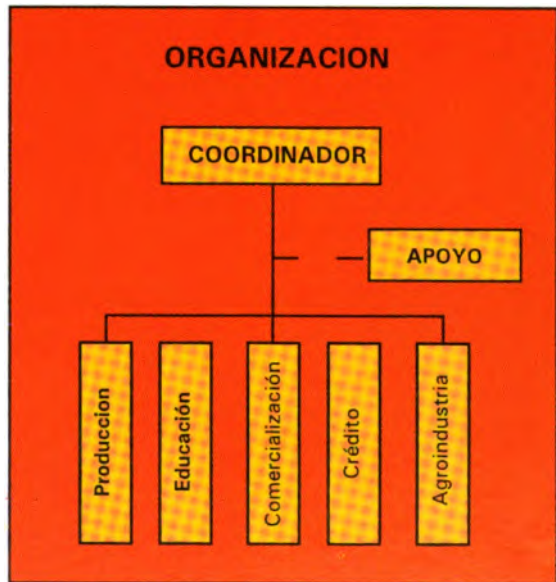 ORGANIZACION
COORDINADOR
APOYO
Produccion
Educación
Comercialización
Crédito
Agroindustria